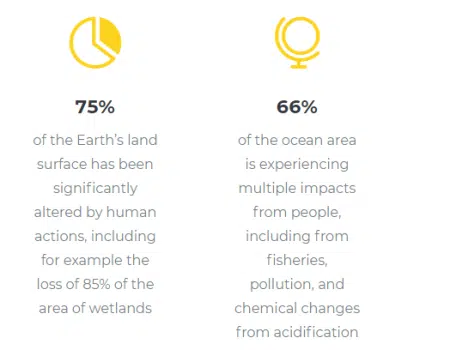 75%
of the Earth's land
surface has been
significantly
altered by human
actions, including
for example the
loss of 85% of the
area of wetlands
66%
of the ocean area
is experiencing
multiple impacts
from people,
including from
fisheries,
pollution, and
chemical changes
from acidification